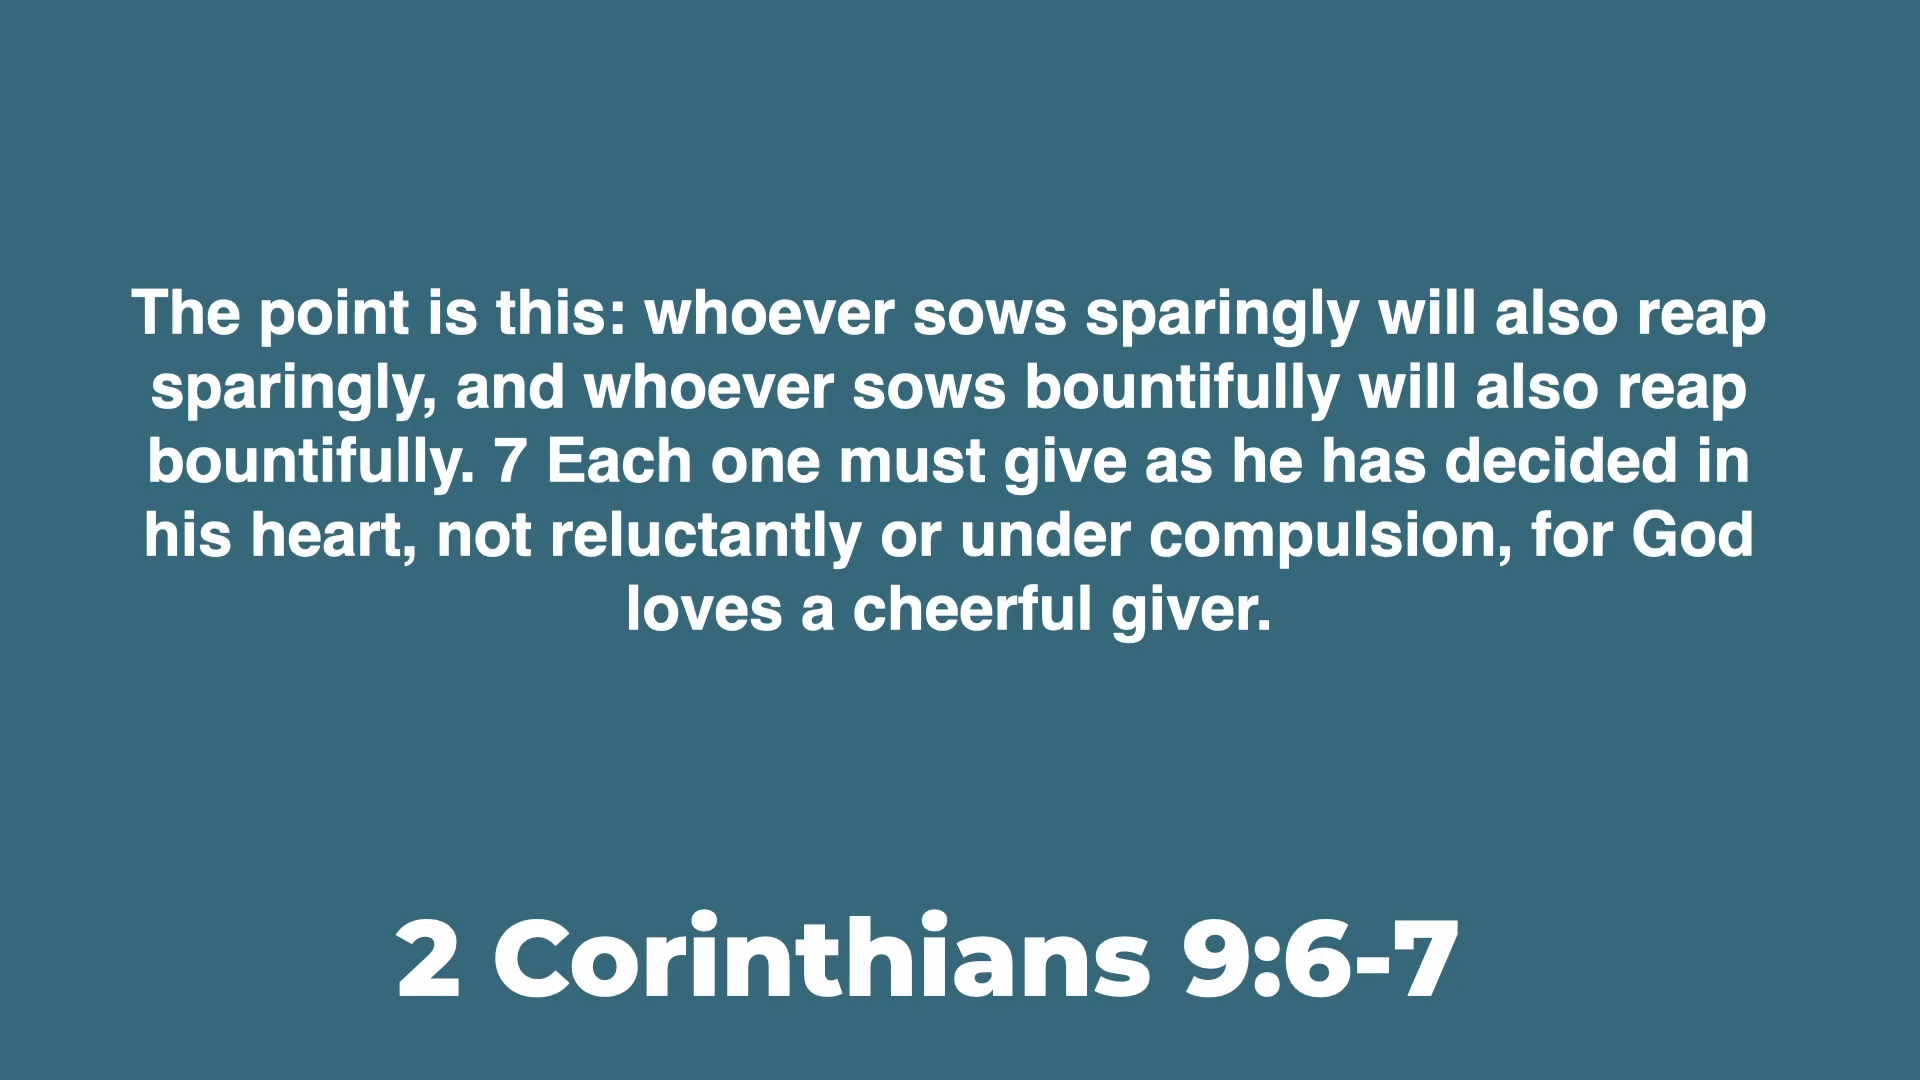 The point is this: whoever sows sparingly will also reap
sparingly, and whoever sows bountifully will also reap
bountifully. 7 Each one must give as he has decided in
his heart, not reluctantly or under compulsion, for God
loves a cheerful giver.
2 Corinthians 9:6-7